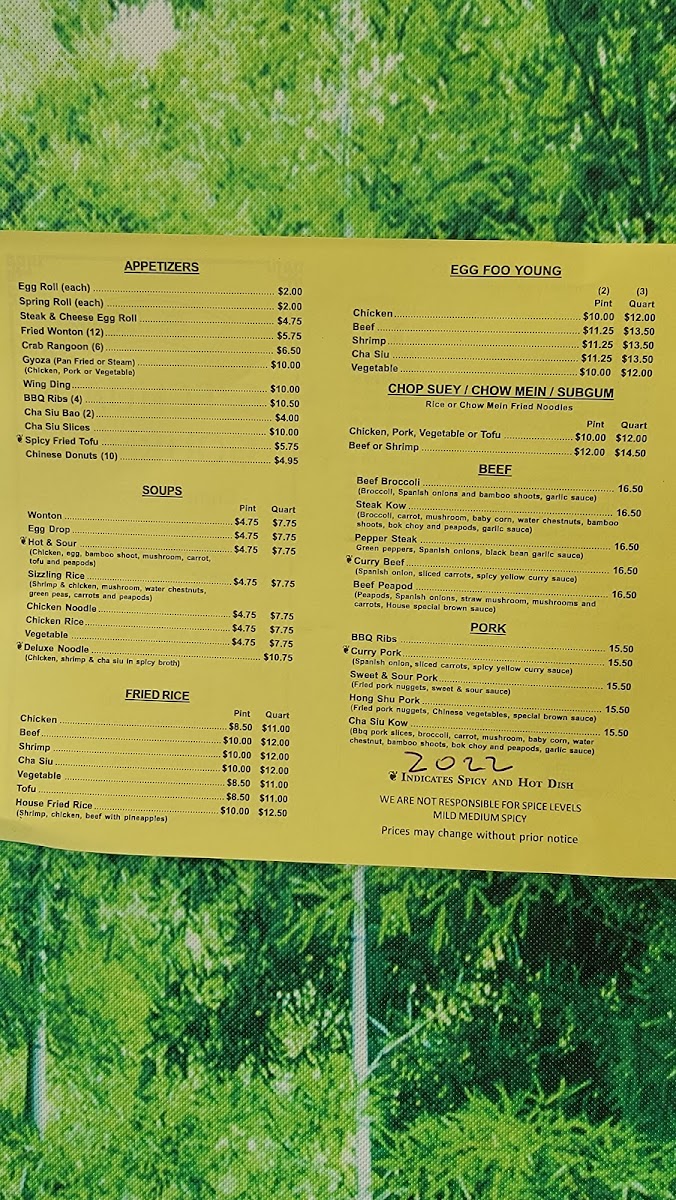 APPETIZERS
Egg Roll (each) $2.00
Spring Roll (each) $2.00
Steak & Cheese Egg Roll $4.75
Fried Wonton (12) $5.75
Crab Rangoon (6) $6.50
Gyoza (Pan Fried or Steam) $10.00
(Chicken, Pork or Vegetable)
Wing Ding $10.00
BBQ Ribs (4) $10.50
Cha Siu Bao (2) $4.00
Cha Siu Slices $10.00
Spicy Fried Tofu $5.75
Chinese Donuts (10) $4.95
SOUPS
Pint Quart
Wonton $4.75 $7.75
Egg Drop $4.75 $7.75
Hot & Sour $4.75 $7.75
(Chicken, egg, bamboo shoot, mushroom, carrot,
tofu and peapods)
Sizzling Rice $4.75 $7.75
(Shrimp & chicken, mushroom, water chestnuts,
green peas, carrots and peapods)
Chicken Noodle $4.75 $7.75
Chicken Rice $4.75 $7.75
Vegetable $4.75 $7.75
Deluxe Noodle $10.75
(Chicken, shrimp & cha siu in spicy broth)
FRIED RICE
Pint Quart
Chicken $8.50 $11.00
Beef $10.00 $12.00
Shrimp $10.00 $12.00
Cha Siu $10.00 $12.00
Vegetable $8.50 $11.00
Tofu $8.50 $11.00
House Fried Rice $10.00 $12.50
(Shrimp, chicken, beef with pineapples)
EGG FOO YOUNG
(2) (3)
Pint Quart
Chicken $10.00 $12.00
Beef $11.25 $13.50
Shrimp $11.25 $13.50
Cha Siu $11.25 $13.50
Vegetable $10.00 $12.00
CHOP SUEY / CHOW MEIN / SUBGUM
Rice or Chow Mein Fried Noodles
Pint Quart
Chicken, Pork, Vegetable or Tofu $10.00 $12.00
Beef or Shrimp $12.00 $14.50
BEEF
Beef Broccoli 16.50
(Broccoli, Spanish onions and bamboo shoots, garlic sauce)
Steak Kow 16.50
(Broccoli, carrot, mushroom, baby corn, water chestnuts, bamboo
shoots, bok choy and peapods, garlic sauce)
Pepper Steak 16.50
Green peppers, Spanish onions, black bean garlic sauce)
Curry Beef 16.50
(Spanish onion, sliced carrots, spicy yellow curry sauce)
Beef Peapod 16.50
(Peapods, Spanish onions, straw mushroom, mushrooms and
carrots, House special brown sauce)
PORK
BBQ Ribs 15.50
Curry Pork 15.50
(Spanish onion, sliced carrots, spicy yellow curry sauce)
Sweet & Sour Pork 15.50
(Fried pork nuggets, sweet & sour sauce)
Hong Shu Pork 15.50
(Fried pork nuggets, Chinese vegetables, special brown sauce)
Cha Siu Kow 15.50
(Bbq pork slices, broccoli, carrot, mushroom, baby corn, water
chestnut, bamboo shoots, bok choy and peapods, garlic sauce)
2022
INDICATES SPICY AND HOT DISH
WE ARE NOT RESPONSIBLE FOR SPICE LEVELS
MILD MEDIUM SPICY
Prices may change without prior notice